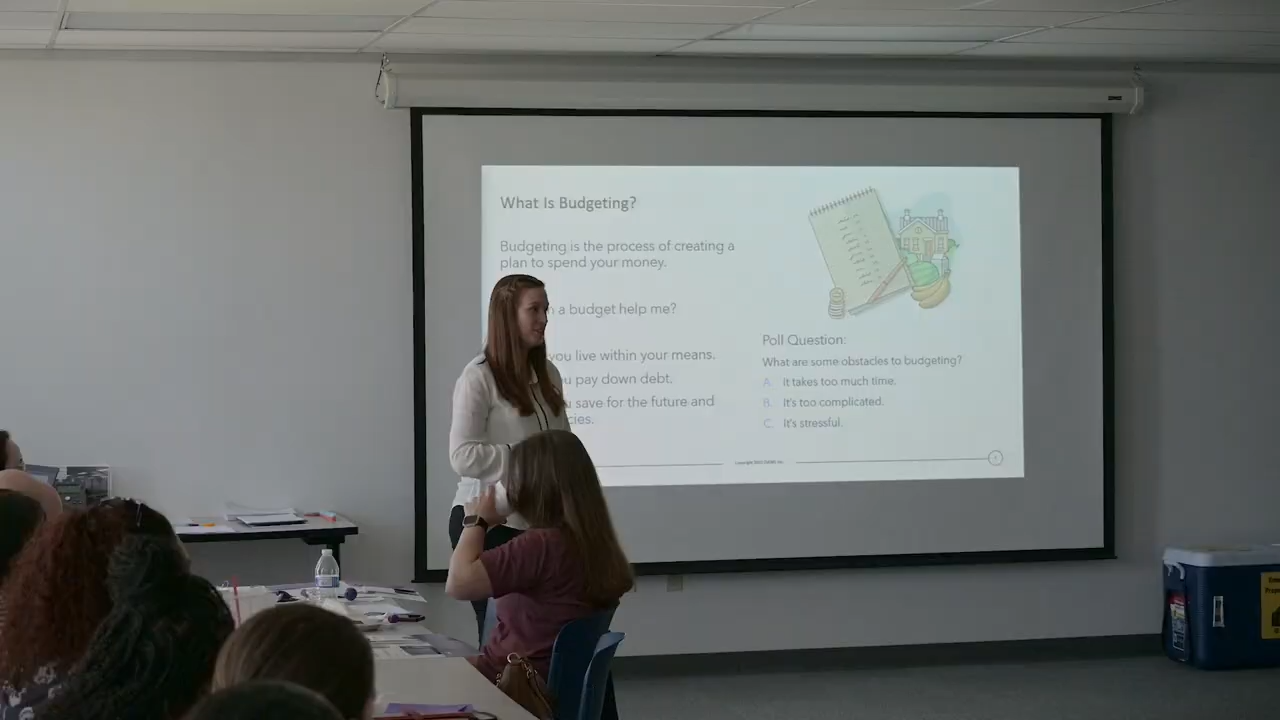 What Is Budgeting?
Budgeting is the process of creating a
plan to spend your money.
a budget help me?
you live within your means.
pay down debt.
save for the future and
Poll Question:
What are some obstacles to budgeting?
A. It takes too much time.
B. It's too complicated.
C. It's stressful.